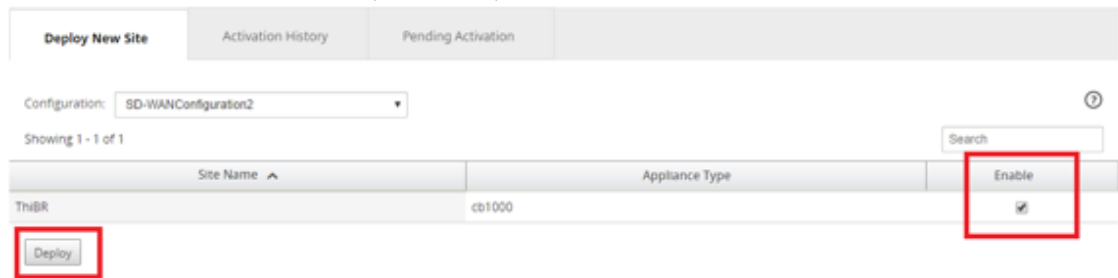 Deploy New Site Activation History Pending Activation
Configuration: SD-WANConfiguration2
Showing 1 - 1 of 1 Search
Site Name Appliance Type Enable
ThiBR cb1000
Deploy